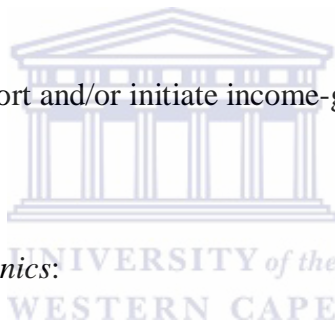 ort and/or initiate income-g
nics:
UNIVERSITY of the
WESTERN CAPE